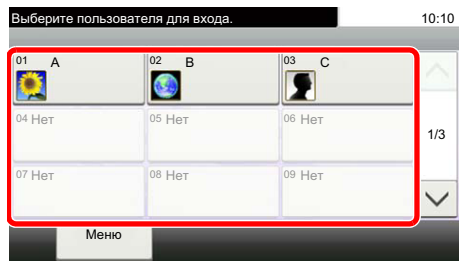 Выберите пользователя для входа. 10:10
01 A 02 B 03 C
04 Нет 05 Нет 06 Нет
1/3
07 Нет 08 Нет 09 Нет
Меню